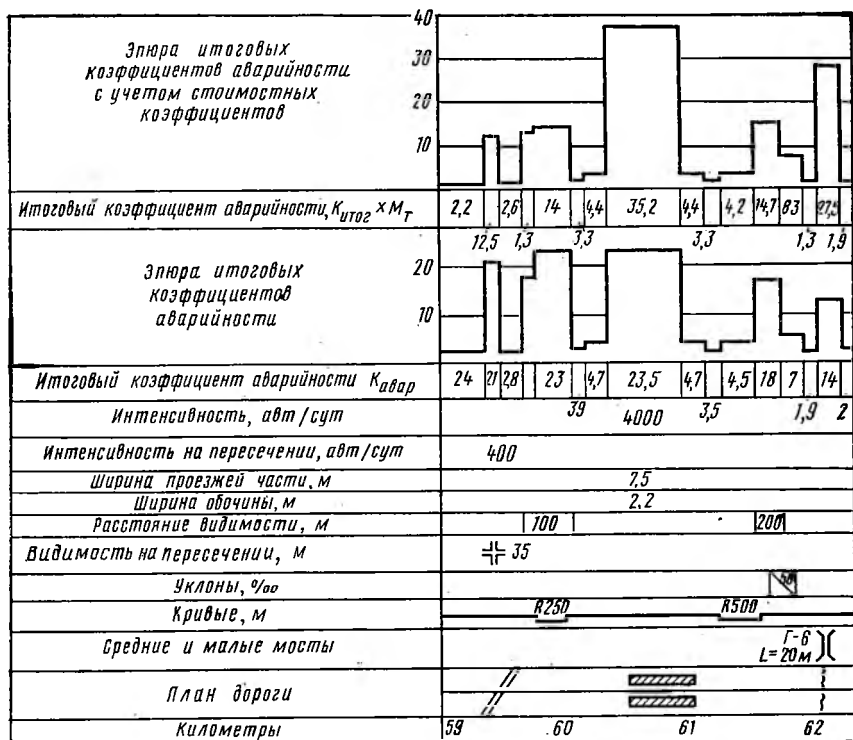 40
Эпюра итоговых
коэффициентов аварийности
с учетом стоимостных
коэффициентов
30
20
10
Итоговый коэффициент аварийности, Kитог × Mт
2,2 2,6 14 4,4 35,2 4,4 4,2 14,7 83 27,5
12,5 1,3 3,3 3,3 1,3 1,9
Эпюра итоговых
коэффициентов
аварийности
20
10
Итоговый коэффициент аварийности Kавар
24 21 2,8 23 4,7 23,5 4,7 4,5 18 7 14
39 3,5 1,9 2
Интенсивность, авт/сут
4000
Интенсивность на пересечении, авт/сут
400
Ширина проезжей части, м
7,5
Ширина обочины, м
2,2
Расстояние видимости, м
100 200
Видимость на пересечении, м
35
Уклоны, ‰
Кривые, м
R250 R500
Средние и малые мосты
Г-6
L=20м
План дороги
Километры
59 60 61 62